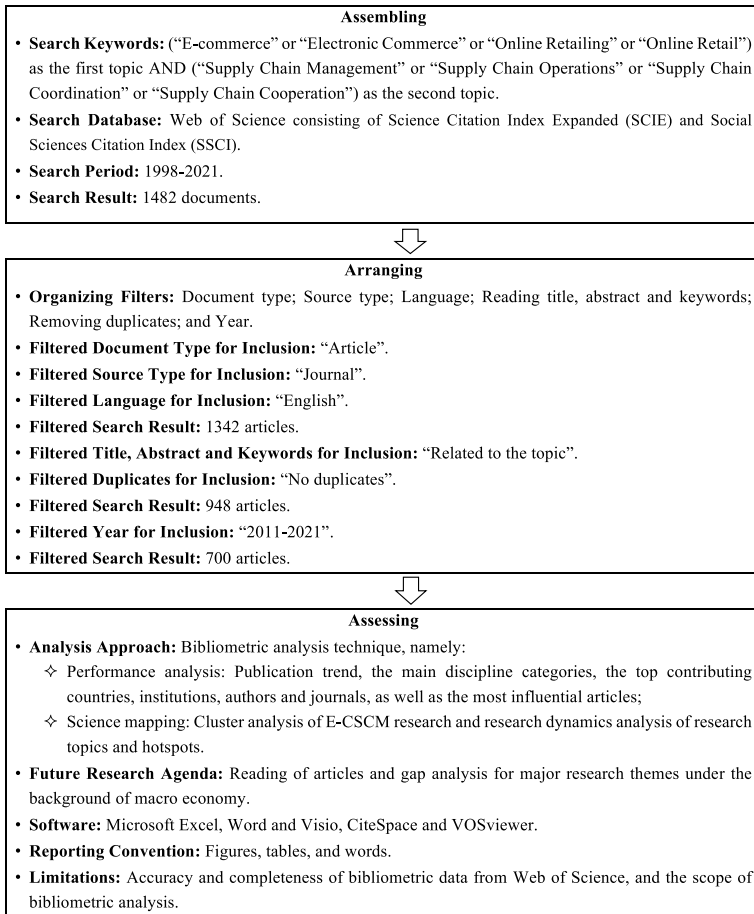 Assembling
• Search Keywords: (“E-commerce” or “Electronic Commerce” or “Online Retailing” or “Online Retail”)
as the first topic AND (“Supply Chain Management” or “Supply Chain Operations” or “Supply Chain
Coordination” or “Supply Chain Cooperation”) as the second topic.
• Search Database: Web of Science consisting of Science Citation Index Expanded (SCIE) and Social
Sciences Citation Index (SSCI).
• Search Period: 1998-2021.
• Search Result: 1482 documents.
Arranging
• Organizing Filters: Document type; Source type; Language; Reading title, abstract and keywords;
Removing duplicates; and Year.
• Filtered Document Type for Inclusion: “Article”.
• Filtered Source Type for Inclusion: “Journal”.
• Filtered Language for Inclusion: “English”.
• Filtered Search Result: 1342 articles.
• Filtered Title, Abstract and Keywords for Inclusion: “Related to the topic”.
• Filtered Duplicates for Inclusion: “No duplicates”.
• Filtered Search Result: 948 articles.
• Filtered Year for Inclusion: “2011-2021”.
• Filtered Search Result: 700 articles.
Assessing
• Analysis Approach: Bibliometric analysis technique, namely:
✧ Performance analysis: Publication trend, the main discipline categories, the top contributing
countries, institutions, authors and journals, as well as the most influential articles;
✧ Science mapping: Cluster analysis of E-CSCM research and research dynamics analysis of research
topics and hotspots.
• Future Research Agenda: Reading of articles and gap analysis for major research themes under the
background of macro economy.
• Software: Microsoft Excel, Word and Visio, CiteSpace and VOSviewer.
• Reporting Convention: Figures, tables, and words.
• Limitations: Accuracy and completeness of bibliometric data from Web of Science, and the scope of
bibliometric analysis.